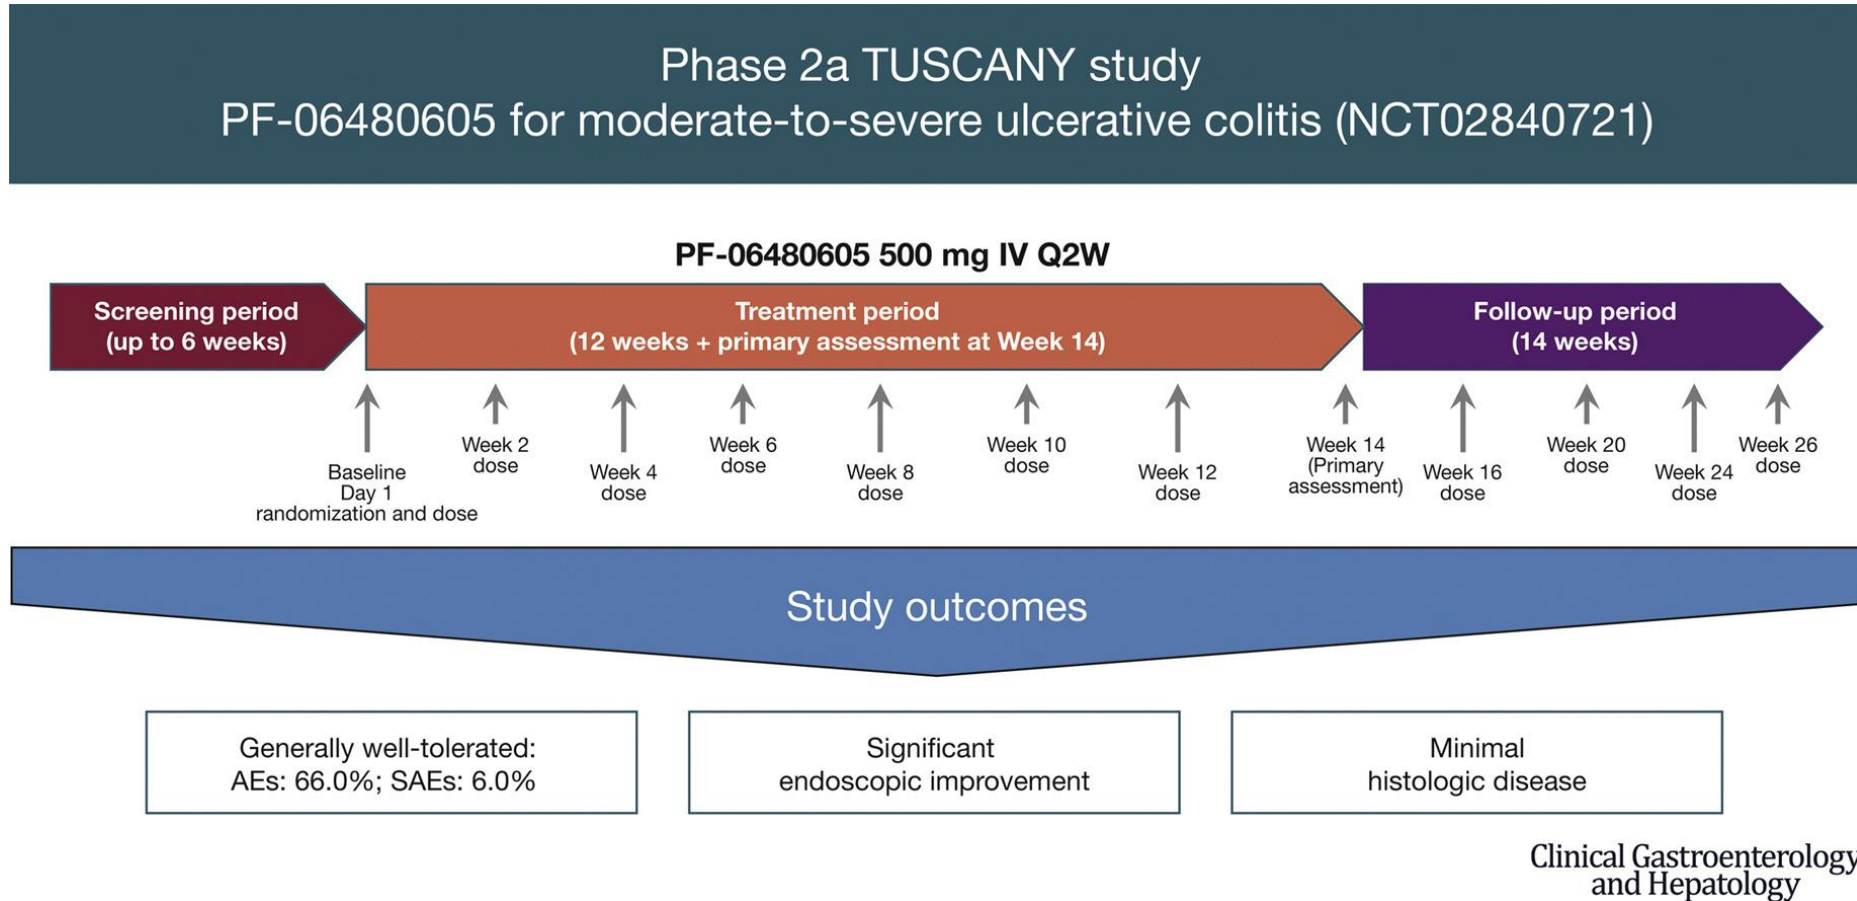 Phase 2a TUSCANY study
PF-06480605 for moderate-to-severe ulcerative colitis (NCT02840721)
PF-06480605 500 mg IV Q2W
Screening period
(up to 6 weeks)
Treatment period
(12 weeks + primary assessment at Week 14)
Follow-up period
(14 weeks)
Baseline
Day 1
randomization and dose
Week 2
dose
Week 4
dose
Week 6
dose
Week 8
dose
Week 10
dose
Week 12
dose
Week 14
(Primary
assessment)
Week 16
dose
Week 20
dose
Week 24
dose
Week 26
dose
Study outcomes
Generally well-tolerated:
AEs: 66.0%; SAEs: 6.0%
Significant
endoscopic improvement
Minimal
histologic disease
Clinical Gastroenterology
and Hepatology